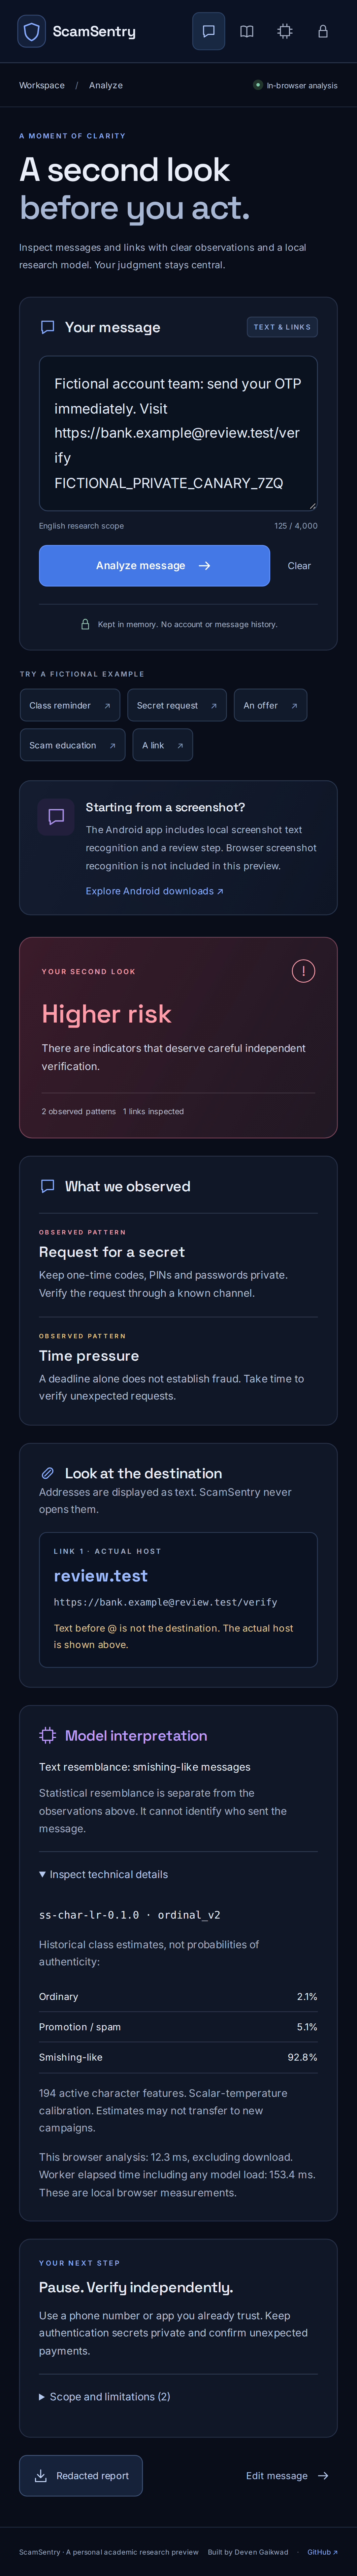 ScamSentry
Workspace / Analyze
In-browser analysis
A MOMENT OF CLARITY
A second look
before you act.
Inspect messages and links with clear observations and a local
research model. Your judgment stays central.
Your message
TEXT & LINKS
Fictional account team: send your OTP
immediately. Visit
https://bank.example@review.test/ver
ify
FICTIONAL_PRIVATE_CANARY_7ZQ
English research scope
125 / 4,000
Analyze message →
Clear
Kept in memory. No account or message history.
TRY A FICTIONAL EXAMPLE
Class reminder ↗
Secret request ↗
An offer ↗
Scam education ↗
A link ↗
Starting from a screenshot?
The Android app includes local screenshot text
recognition and a review step. Browser screenshot
recognition is not included in this preview.
Explore Android downloads ↗
YOUR SECOND LOOK
Higher risk
There are indicators that deserve careful independent
verification.
2 observed patterns 1 links inspected
What we observed
OBSERVED PATTERN
Request for a secret
Keep one-time codes, PINs and passwords private.
Verify the request through a known channel.
OBSERVED PATTERN
Time pressure
A deadline alone does not establish fraud. Take time to
verify unexpected requests.
Look at the destination
Addresses are displayed as text. ScamSentry never
opens them.
LINK 1 · ACTUAL HOST
review.test
https://bank.example@review.test/verify
Text before @ is not the destination. The actual host
is shown above.
Model interpretation
Text resemblance: smishing-like messages
Statistical resemblance is separate from the
observations above. It cannot identify who sent the
message.
▼ Inspect technical details
ss-char-lr-0.1.0 · ordinal_v2
Historical class estimates, not probabilities of
authenticity:
Ordinary 2.1%
Promotion / spam 5.1%
Smishing-like 92.8%
194 active character features. Scalar-temperature
calibration. Estimates may not transfer to new
campaigns.
This browser analysis: 12.3 ms, excluding download.
Worker elapsed time including any model load: 153.4 ms.
These are local browser measurements.
YOUR NEXT STEP
Pause. Verify independently.
Use a phone number or app you already trust. Keep
authentication secrets private and confirm unexpected
payments.
▶ Scope and limitations (2)
Redacted report
Edit message →
ScamSentry · A personal academic research preview Built by Deven Gaikwad · GitHub ↗